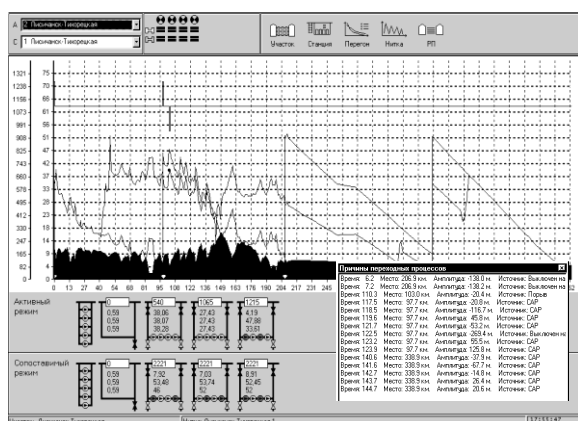 A 2 Лисичанск-Тихорецкая
C 1 Лисичанск-Тихорецкая
Участок Станция Перегон Нитка РП
1321 75
1238 70
1156 66
1073 61
991 56
908 51
825 47
743 42
660 37
578 33
495 28
412 23
330 19
247 14
165 9
82 4
0 0
0 13 27 40 54 68 81 95 108 122 136 149 163 177 190 204 217 231 245
Причины переходных процессов
Время: 6.2 Место: 206.9 км. Амплитуда: -138.0 м. Источник: Выключен на
Время: 7.2 Место: 206.9 км. Амплитуда: -138.2 м. Источник: Выключен на
Время: 110.3 Место: 103.0 км. Амплитуда: -20.4 м. Источник: Порыв
Время: 117.5 Место: 97.7 км. Амплитуда: -20.5 м. Источник: САР
Время: 118.5 Место: 97.7 км. Амплитуда: -116.7 м. Источник: САР
Время: 119.6 Место: 97.7 км. Амплитуда: 45.8 м. Источник: САР
Время: 121.7 Место: 97.7 км. Амплитуда: -53.2 м. Источник: САР
Время: 122.5 Место: 97.7 км. Амплитуда: -269.4 м. Источник: Выключен на
Время: 123.2 Место: 97.7 км. Амплитуда: 55.5 м. Источник: САР
Время: 123.9 Место: 97.7 км. Амплитуда: 125.8 м. Источник: САР
Время: 140.6 Место: 338.9 км. Амплитуда: -37.9 м. Источник: САР
Время: 141.6 Место: 338.9 км. Амплитуда: -67.7 м. Источник: САР
Время: 142.7 Место: 338.9 км. Амплитуда: -14.8 м. Источник: САР
Время: 143.7 Место: 338.9 км. Амплитуда: 26.4 м. Источник: САР
Время: 144.7 Место: 338.9 км. Амплитуда: 20.6 м. Источник: САР
Активный режим
0 540 1065 1215
0,59 38,06 27,43 4,19
0,59 38,07 27,43 47,88
0,59 38,28 27,43 33,61
Сопоставимый режим
0 2221 2221 2221
0,59 7,92 7,03 8,91
0,59 53,48 53,74 52,45
0,59 46 52 52
17:55:47